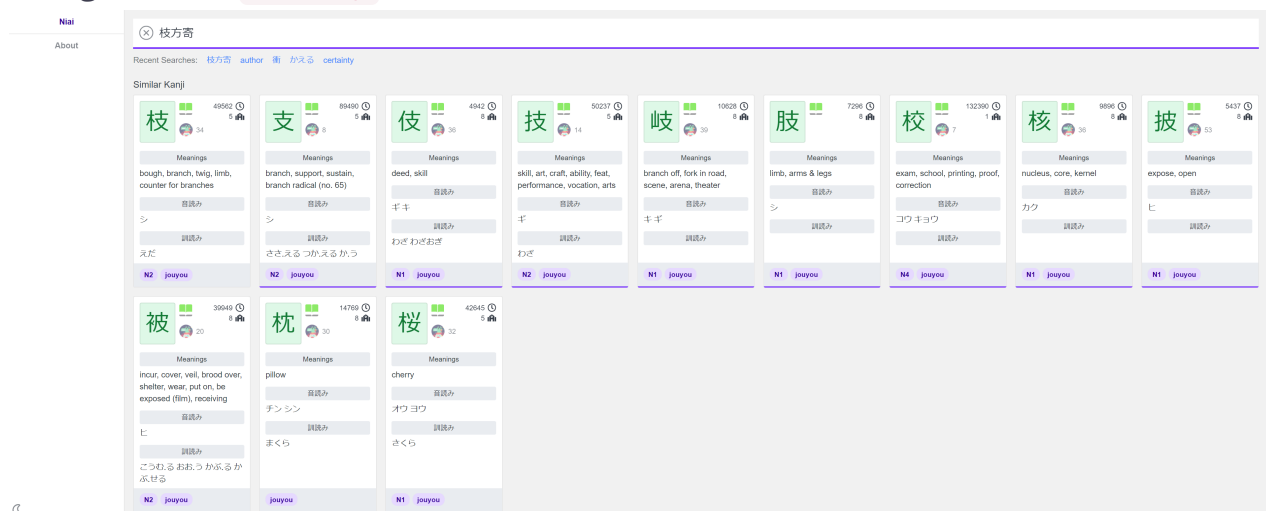 Niai
About
枝方寄
Recent Searches: 枝方寄 author 衝 かえる certainty
Similar Kanji
枝 49562 5 34
Meanings
bough, branch, twig, limb,
counter for branches
音読み
シ
訓読み
えだ
N2 jouyou
支 89490 5 8
Meanings
branch, support, sustain,
branch radical (no. 65)
音読み
シ
訓読み
ささ.える つか.える か.う
N2 jouyou
伎 4942 8 36
Meanings
deed, skill
音読み
ギ キ
訓読み
わざ わざおぎ
N1 jouyou
技 50237 5 14
Meanings
skill, art, craft, ability, feat,
performance, vocation, arts
音読み
ギ
訓読み
わざ
N2 jouyou
岐 10628 8 39
Meanings
branch off, fork in road,
scene, arena, theater
音読み
キ ギ
訓読み
N1 jouyou
肢 7296 8
Meanings
limb, arms & legs
音読み
シ
訓読み
N1 jouyou
校 132390 1 7
Meanings
exam, school, printing, proof,
correction
音読み
コウ キョウ
訓読み
N4 jouyou
核 9896 8 36
Meanings
nucleus, core, kernel
音読み
カク
訓読み
N1 jouyou
披 5437 8 53
Meanings
expose, open
音読み
ヒ
訓読み
N1 jouyou
被 39949 8 20
Meanings
incur, cover, veil, brood over,
shelter, wear, put on, be
exposed (film), receiving
音読み
ヒ
訓読み
こうむ.る おお.う かぶ.る か
ぶ.せる
N2 jouyou
枕 14769 8 30
Meanings
pillow
音読み
チン シン
訓読み
まくら
jouyou
桜 42645 5 32
Meanings
cherry
音読み
オウ ヨウ
訓読み
さくら
N1 jouyou